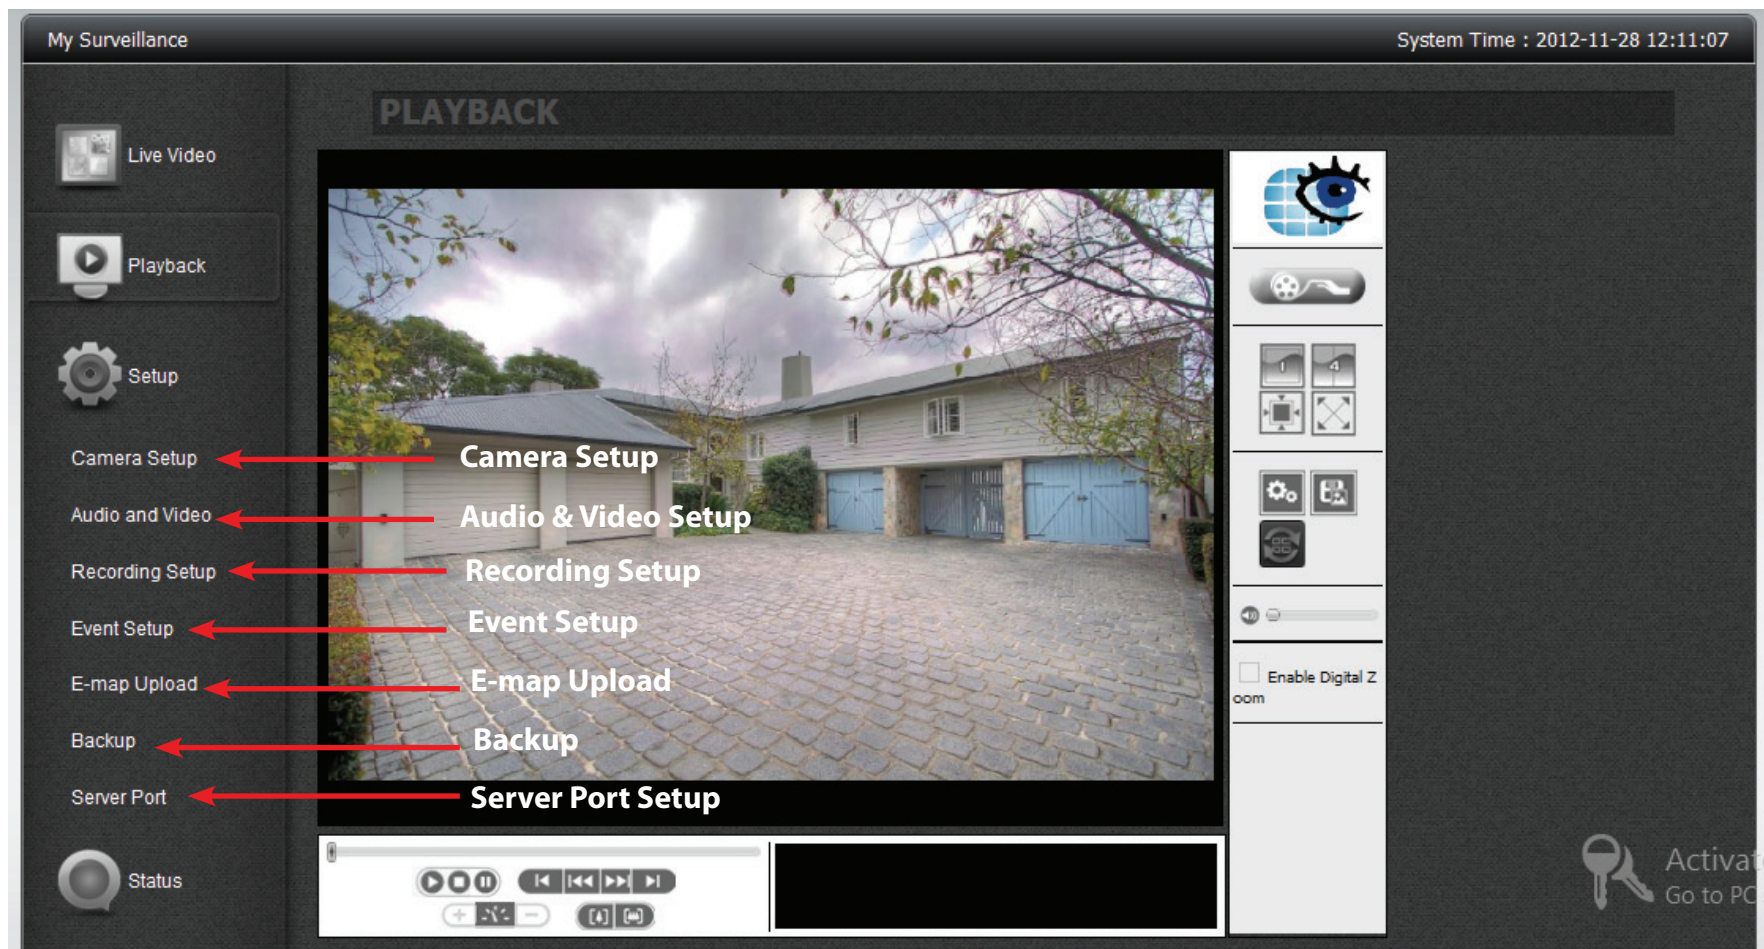 My Surveillance
System Time : 2012-11-28 12:11:07
PLAYBACK
Live Video
Playback
Setup
Camera Setup
Audio and Video
Recording Setup
Event Setup
E-map Upload
Backup
Server Port
Status
Camera Setup
Audio & Video Setup
Recording Setup
Event Setup
E-map Upload
Backup
Server Port Setup
1
4
Enable Digital Z
oom
Activat
Go to PC